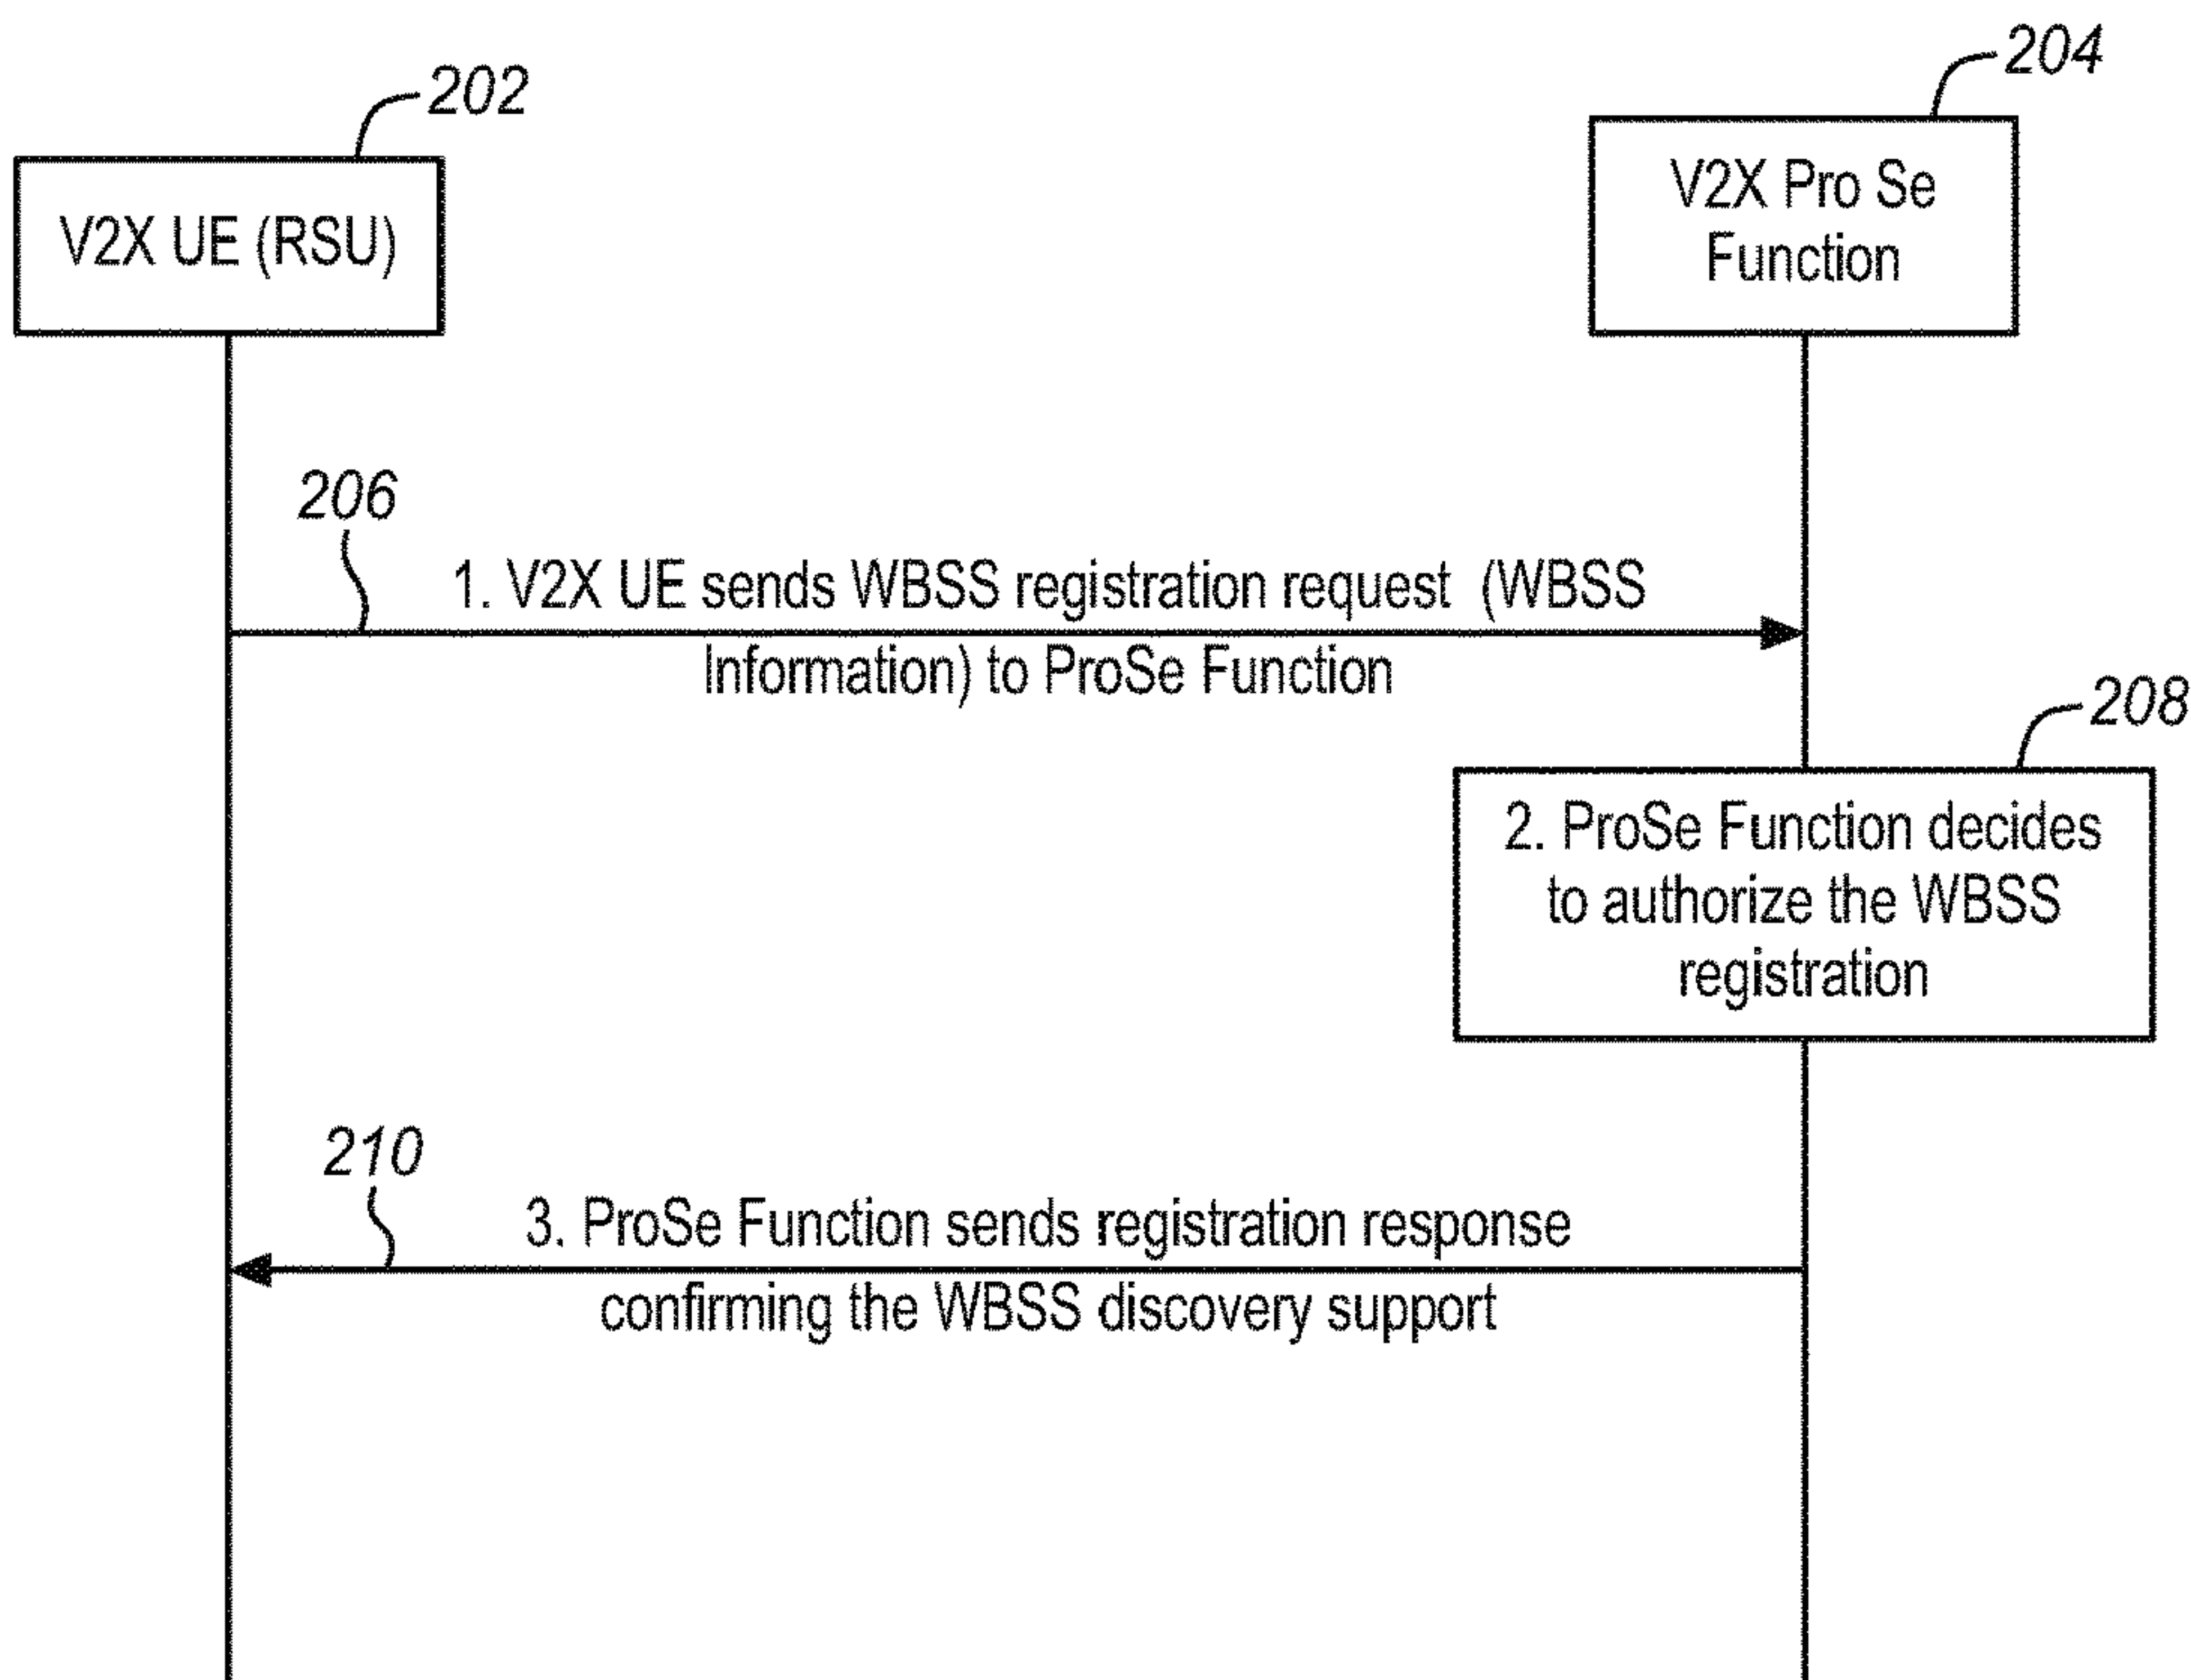 202
204
V2X UE (RSU)
V2X Pro Se
Function
206
1. V2X UE sends WBSS registration request (WBSS
Information) to ProSe Function
208
2. ProSe Function decides
to authorize the WBSS
registration
210
3. ProSe Function sends registration response
confirming the WBSS discovery support